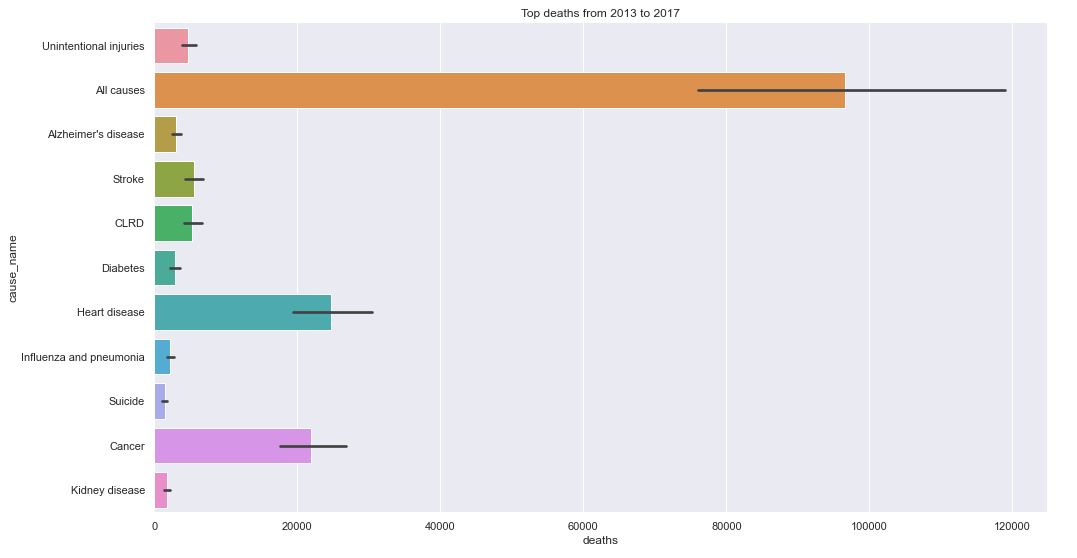 Top deaths from 2013 to 2017
cause_name
Unintentional injuries
All causes
Alzheimer's disease
Stroke
CLRD
Diabetes
Heart disease
Influenza and pneumonia
Suicide
Cancer
Kidney disease
0 20000 40000 60000 80000 100000 120000
deaths